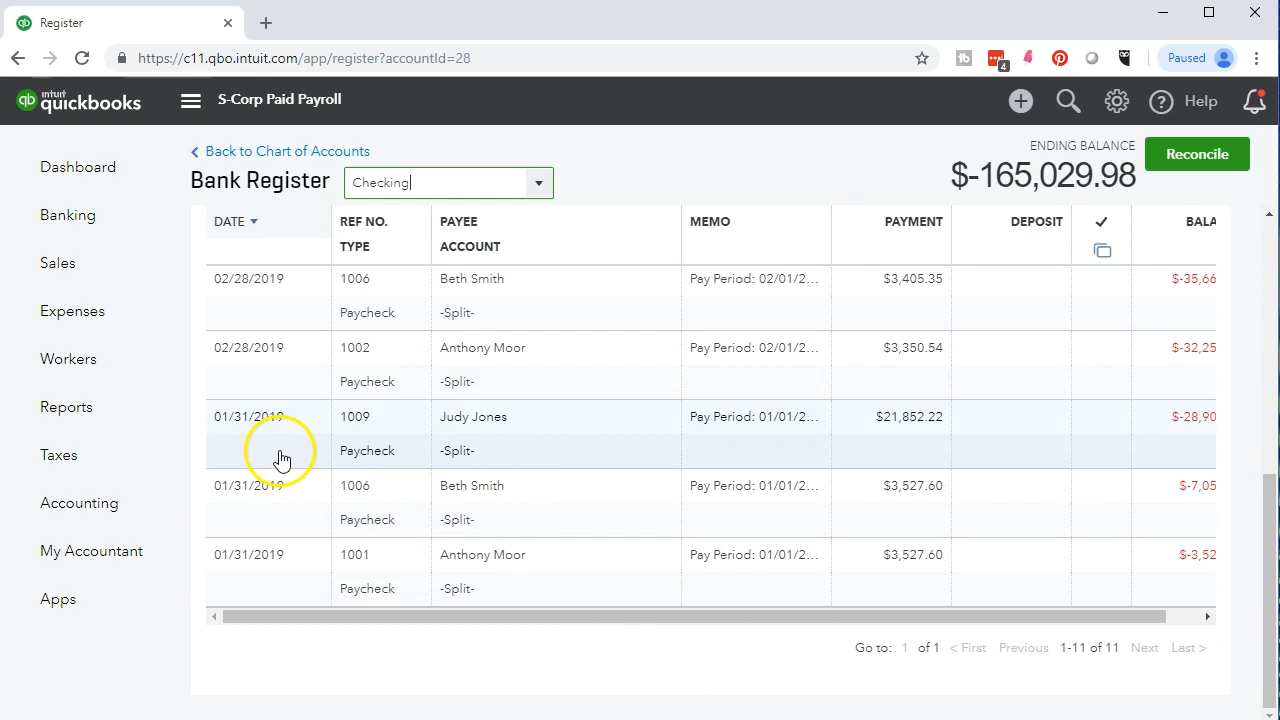 Register
https://c11.qbo.intuit.com/app/register?accountId=28
4
Paused
qb intuit quickbooks
S-Corp Paid Payroll
Help
Dashboard
Banking
Sales
Expenses
Workers
Reports
Taxes
Accounting
My Accountant
Apps
Back to Chart of Accounts
Bank Register
Checking
ENDING BALANCE
$-165,029.98
Reconcile
DATE REF NO. PAYEE MEMO PAYMENT DEPOSIT ✓ BALA
TYPE ACCOUNT
02/28/2019 1006 Beth Smith Pay Period: 02/01/2... $3,405.35 $-35,66
Paycheck -Split-
02/28/2019 1002 Anthony Moor Pay Period: 02/01/2... $3,350.54 $-32,25
Paycheck -Split-
01/31/2019 1009 Judy Jones Pay Period: 01/01/2... $21,852.22 $-28,90
Paycheck -Split-
01/31/2019 1006 Beth Smith Pay Period: 01/01/2... $3,527.60 $-7,05
Paycheck -Split-
01/31/2019 1001 Anthony Moor Pay Period: 01/01/2... $3,527.60 $-3,52
Paycheck -Split-
Go to: 1 of 1 < First Previous 1-11 of 11 Next Last >